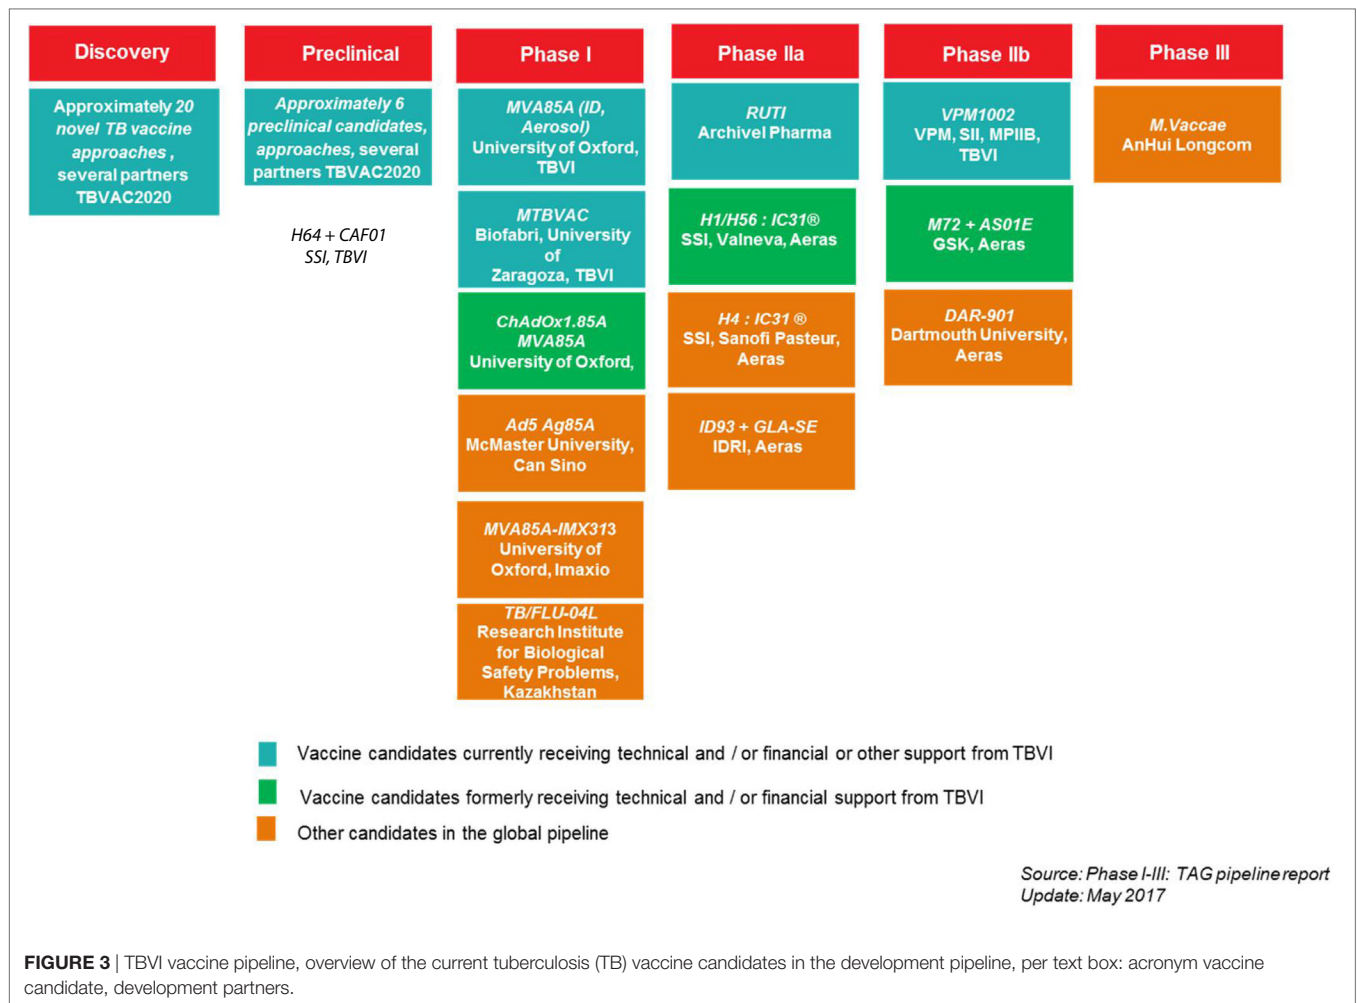 Discovery
Approximately 20
novel TB vaccine
approaches ,
several partners
TBVAC2020
Preclinical
Approximately 6
preclinical candidates,
approaches, several
partners TBVAC2020
H64 + CAF01
SSI, TBVI
Phase I
MVA85A (ID,
Aerosol)
University of Oxford,
TBVI
MTBVAC
Biofabri, University
of
Zaragoza, TBVI
ChAdOx1.85A
MVA85A
University of Oxford,
Ad5 Ag85A
McMaster University,
Can Sino
MVA85A-IMX313
University of
Oxford, Imaxio
TB/FLU-04L
Research Institute
for Biological
Safety Problems,
Kazakhstan
Phase IIa
RUTI
Archivel Pharma
H1/H56 : IC31®
SSI, Valneva, Aeras
H4 : IC31 ®
SSI, Sanofi Pasteur,
Aeras
ID93 + GLA-SE
IDRI, Aeras
Phase IIb
VPM1002
VPM, SII, MPIIB,
TBVI
M72 + AS01E
GSK, Aeras
DAR-901
Dartmouth University,
Aeras
Phase III
M.Vaccae
AnHui Longcom
Vaccine candidates currently receiving technical and / or financial or other support from TBVI
Vaccine candidates formerly receiving technical and / or financial support from TBVI
Other candidates in the global pipeline
Source: Phase I-III: TAG pipeline report
Update: May 2017
FIGURE 3 | TBVI vaccine pipeline, overview of the current tuberculosis (TB) vaccine candidates in the development pipeline, per text box: acronym vaccine
candidate, development partners.